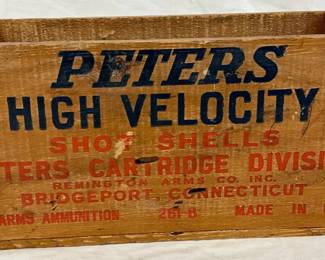 PETERS
HIGH VELOCITY
SHOT SHELLS
TERS CARTRIDGE DIVISI
REMINGTON ARMS CO. INC.
BRIDGEPORT, CONNECTICUT
ARMS AMMUNITION 261-B MADE IN